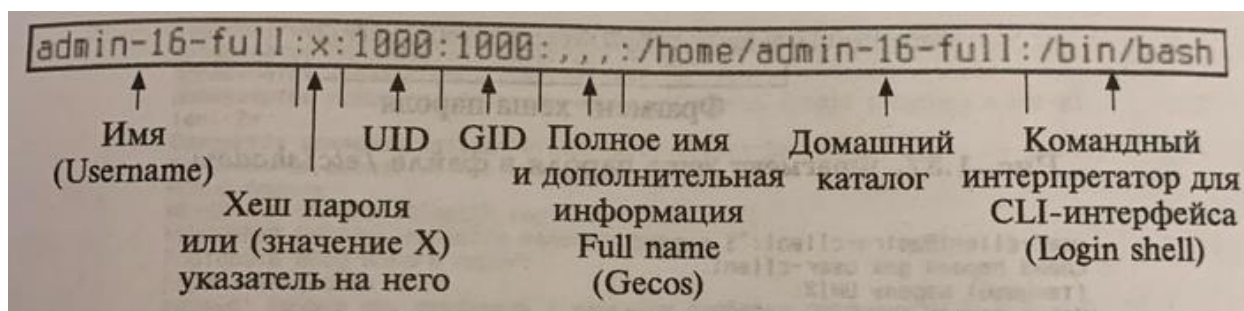 admin-16-full:x:1000:1000:,,,:/home/admin-16-full:/bin/bash
Имя
(Username)
Хеш пароля
или (значение X)
указатель на него
UID
GID
Полное имя
и дополнительная
информация
Full name
(Gecos)
Домашний
каталог
Командный
интерпретатор для
CLI-интерфейса
(Login shell)